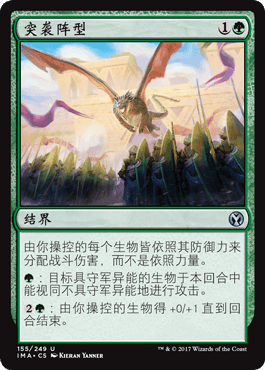 突袭阵型 1
结界
由你操控的每个生物皆依照其防御力来
分配战斗伤害，而不是依照力量。
：目标具守军异能的生物于本回合中
能视同不具守军异能地进行攻击。
2 ：由你操控的生物得 +0/+1 直到回
合结束。
155/249 U
IMA • CS KIERAN YANNER
™ & © 2017 Wizards of the Coast